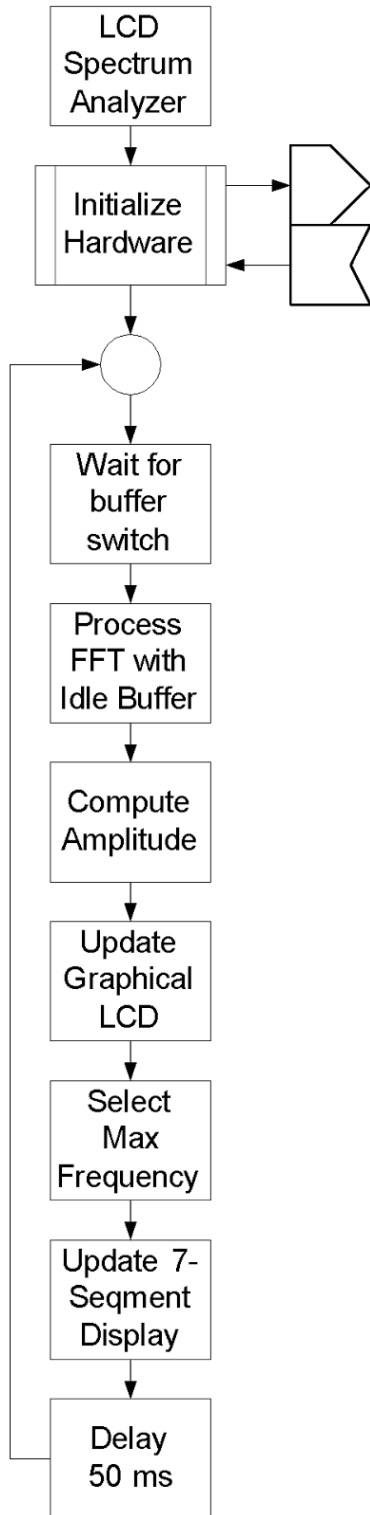 LCD
Spectrum
Analyzer
Initialize
Hardware
Wait for
buffer
switch
Process
FFT with
Idle Buffer
Compute
Amplitude
Update
Graphical
LCD
Select
Max
Frequency
Update 7-
Seqment
Display
Delay
50 ms